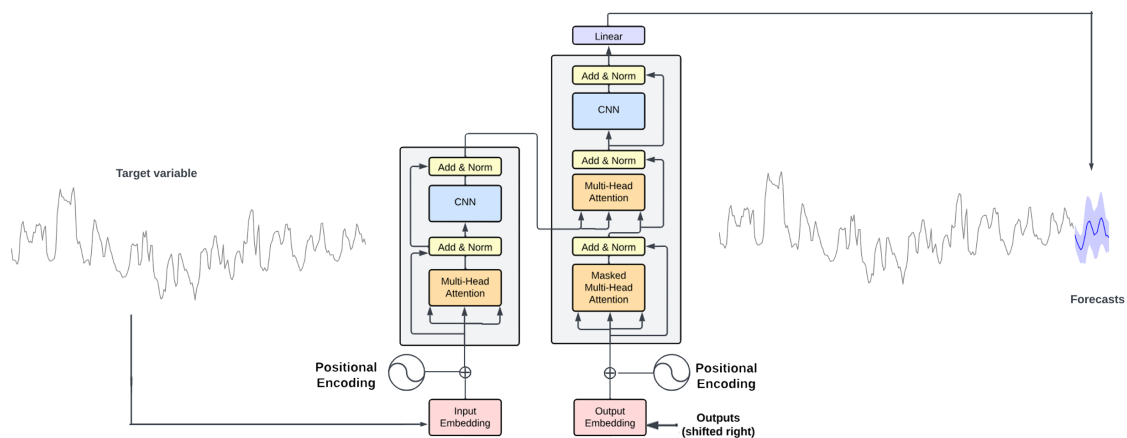 Target variable
Linear
Add & Norm
CNN
Add & Norm
Multi-Head
Attention
Add & Norm
Masked
Multi-Head
Attention
Add & Norm
CNN
Add & Norm
Multi-Head
Attention
Positional
Encoding
Positional
Encoding
Input
Embedding
Output
Embedding
Outputs
(shifted right)
Forecasts